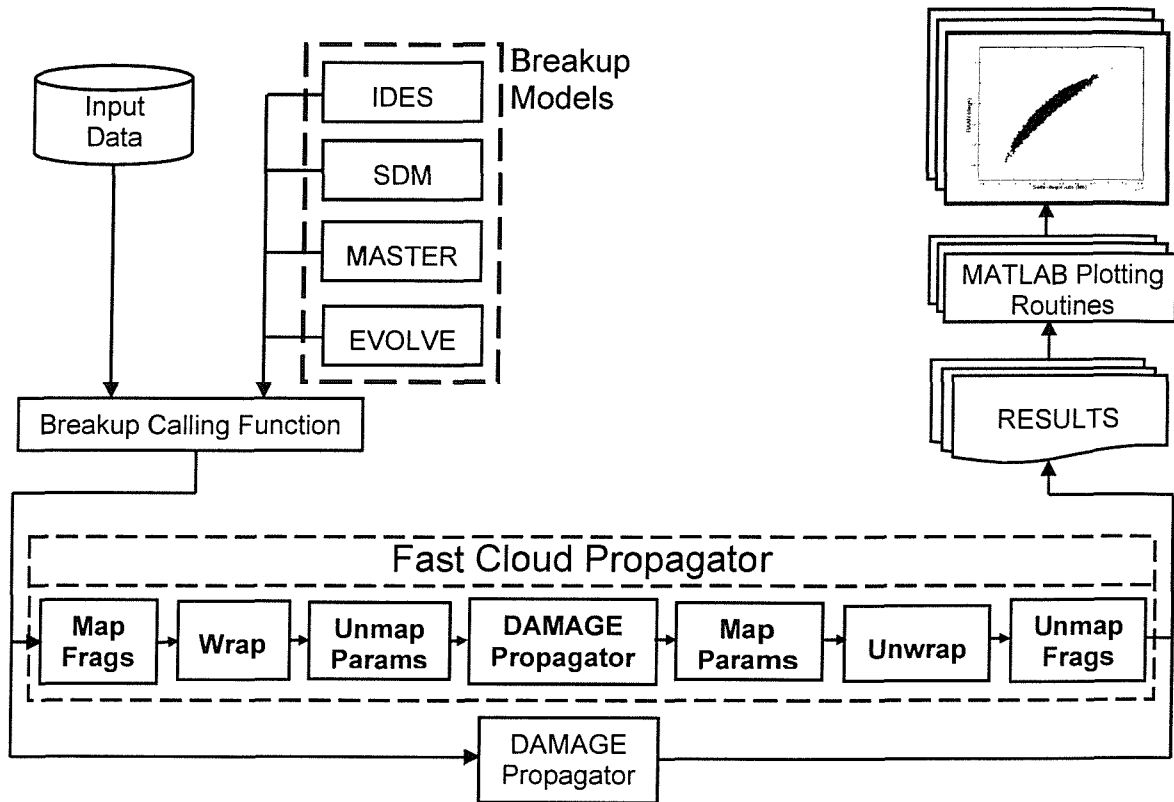 Input
Data
Breakup
Models
IDES
SDM
MASTER
EVOLVE
Breakup Calling Function
MATLAB Plotting
Routines
RESULTS
Fast Cloud Propagator
Map
Frags
Wrap
Unmap
Params
DAMAGE
Propagator
Map
Params
Unwrap
Unmap
Frags
DAMAGE
Propagator